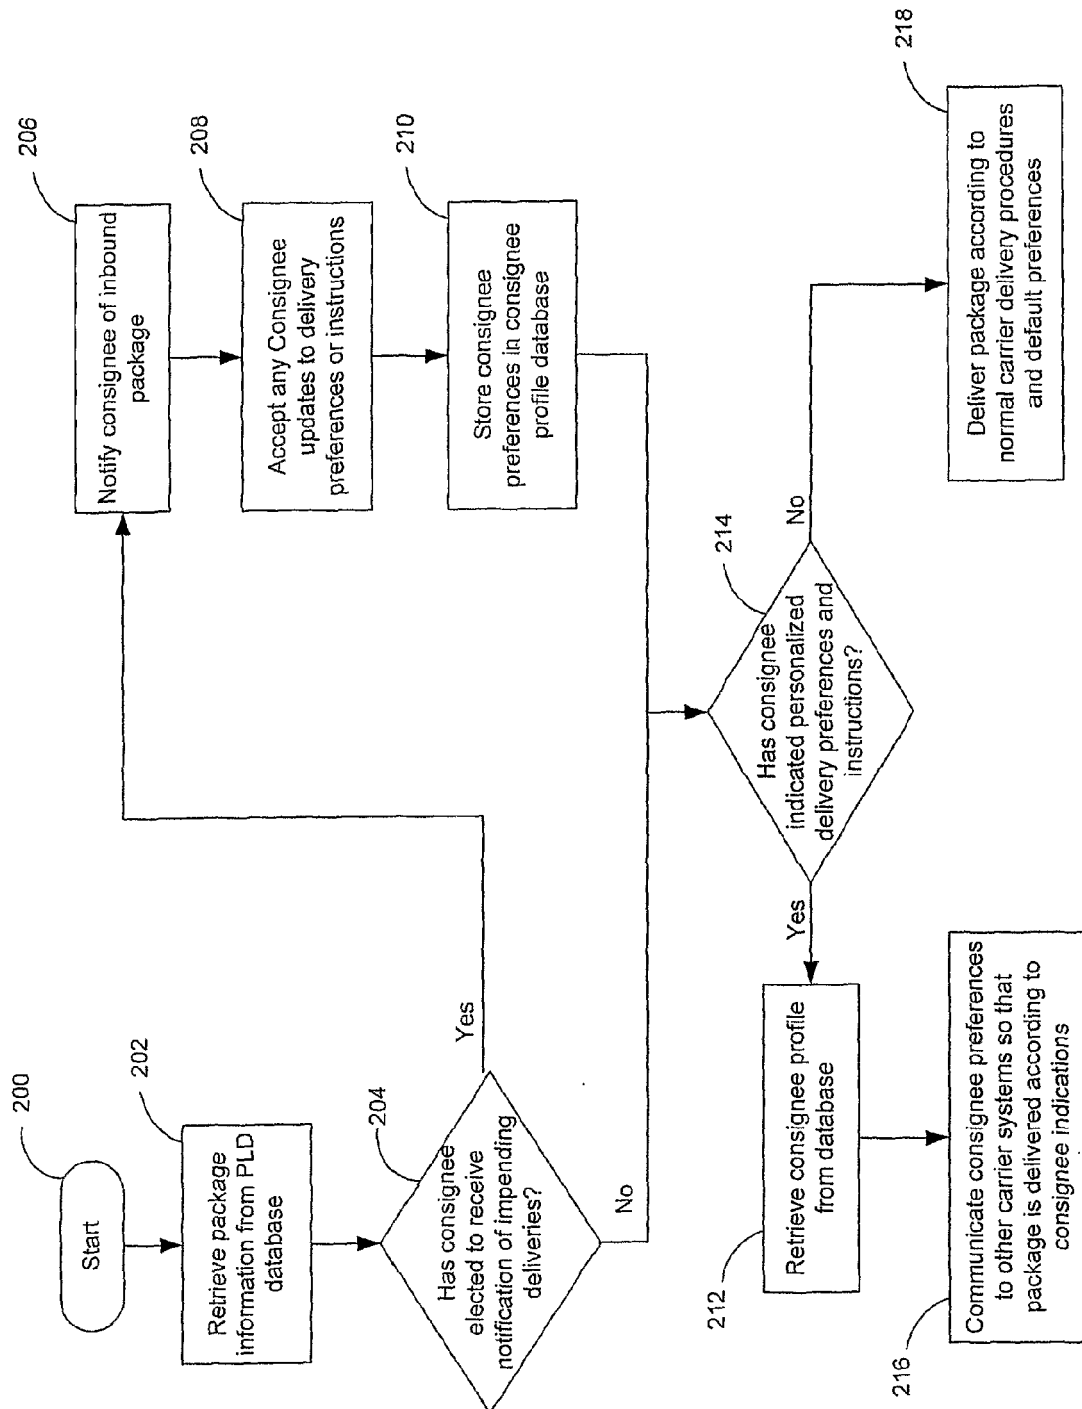 200
Start
202
Retrieve package
information from PLD
database
204
Has consignee
elected to receive
notification of impending
deliveries?
Yes
No
206
Notify consignee of inbound
package
208
Accept any Consignee
updates to delivery
preferences or instructions
210
Store consignee
preferences in consignee
profile database
214
Has consignee
indicated personalized
delivery preferences and
instructions?
Yes
No
212
Retrieve consignee profile
from database
216
Communicate consignee preferences
to other carrier systems so that
package is delivered according to
consignee indications
218
Deliver package according to
normal carrier delivery procedures
and default preferences